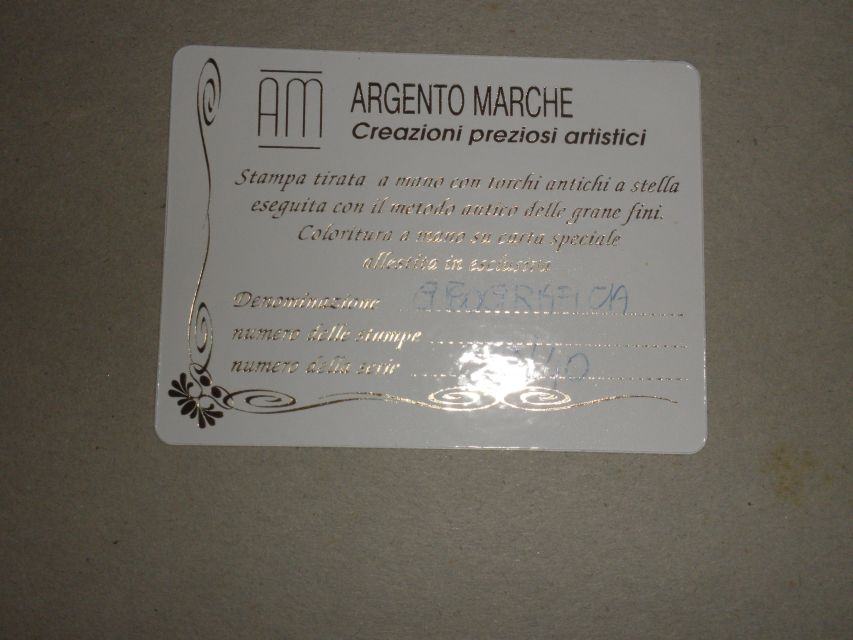 AM ARGENTO MARCHE
Creazioni preziosi artistici
Stampa tirata a mano con torchi antichi a stella
eseguita con il metodo antico delle grane fini.
Coloritura a mano su carta speciale
allestita in esclusiva
Denominazione GEOGRAFICA
numero delle stampe
numero della serie